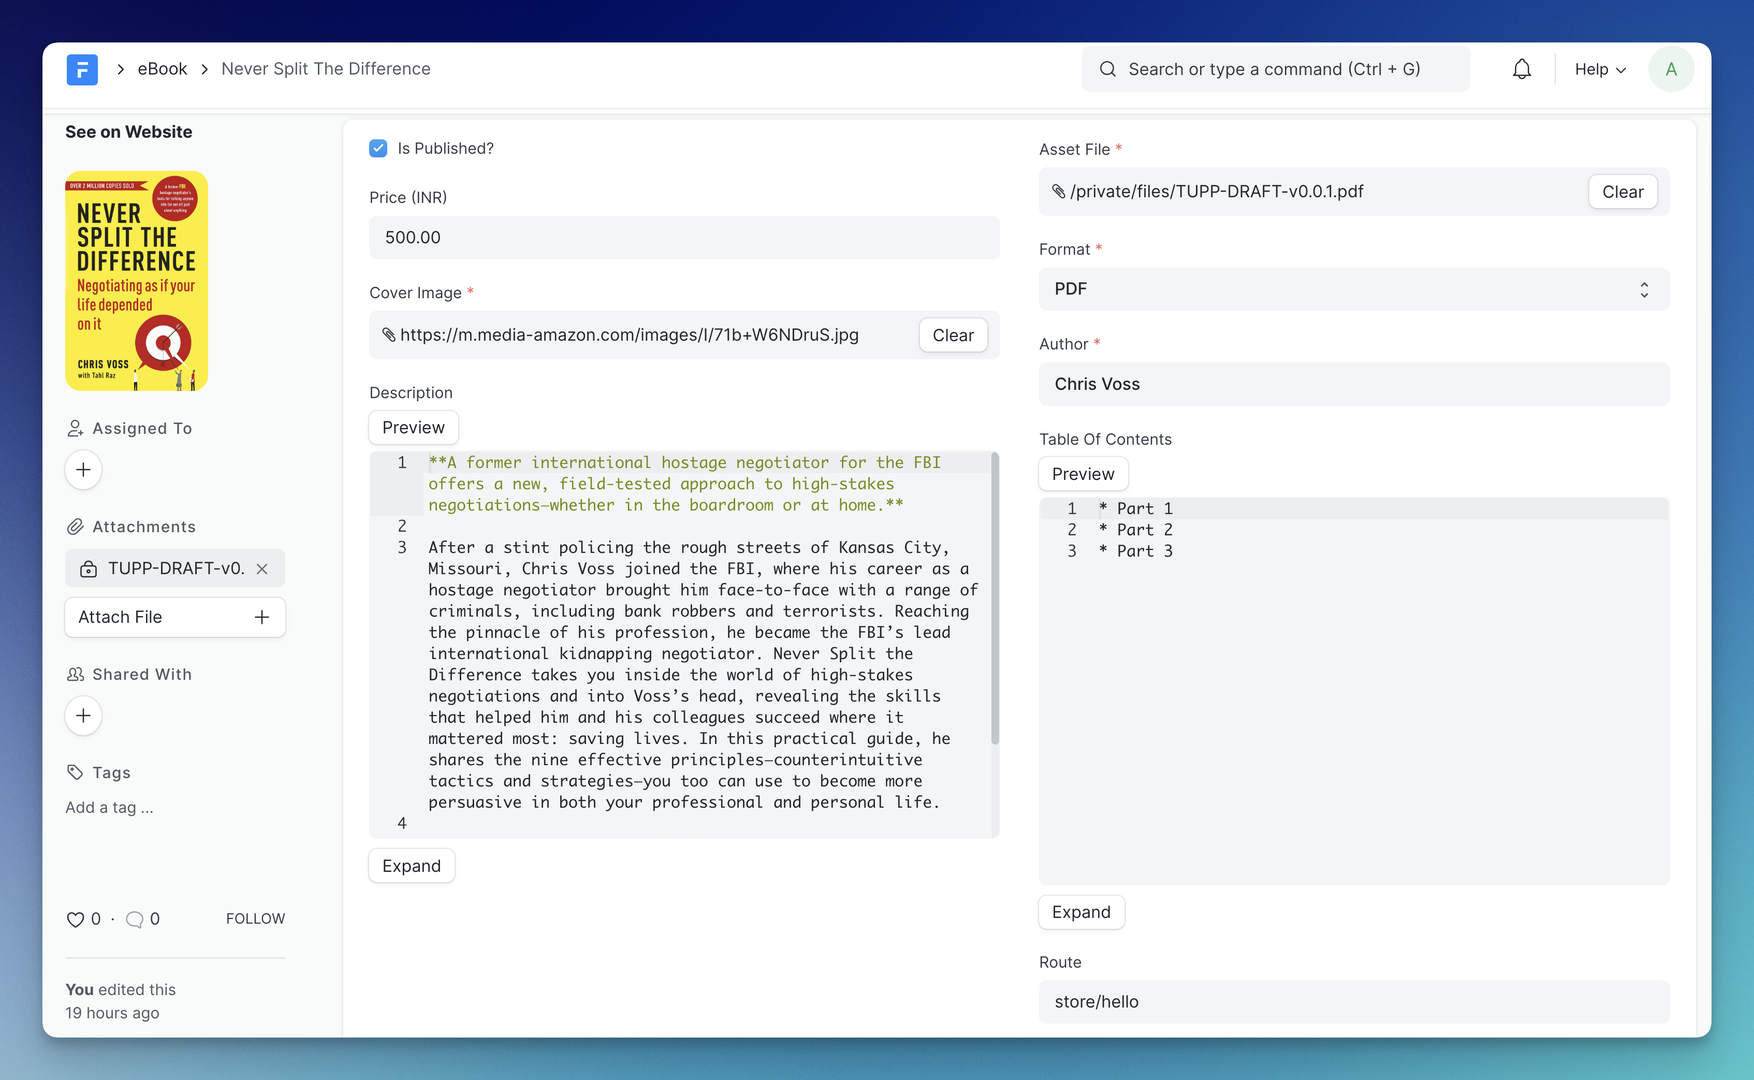 eBook
Never Split The Difference
Search or type a command (Ctrl + G)
Help
A
See on Website
OVER 2 MILLION COPIES SOLD
NEVER
SPLIT THE
DIFFERENCE
Negotiating as if your
life depended
on it
CHRIS VOSS
with Tahl Raz
Assigned To
Attachments
TUPP-DRAFT-v0.
Attach File
Shared With
Tags
Add a tag ...
0 · 0
FOLLOW
You edited this
19 hours ago
Is Published?
Price (INR)
500.00
Cover Image *
https://m.media-amazon.com/images/I/71b+W6NDruS.jpg
Clear
Description
Preview
1 **A former international hostage negotiator for the FBI
offers a new, field-tested approach to high-stakes
negotiations—whether in the boardroom or at home.**
2
3 After a stint policing the rough streets of Kansas City,
Missouri, Chris Voss joined the FBI, where his career as a
hostage negotiator brought him face-to-face with a range of
criminals, including bank robbers and terrorists. Reaching
the pinnacle of his profession, he became the FBI’s lead
international kidnapping negotiator. Never Split the
Difference takes you inside the world of high-stakes
negotiations and into Voss’s head, revealing the skills
that helped him and his colleagues succeed where it
mattered most: saving lives. In this practical guide, he
shares the nine effective principles—counterintuitive
tactics and strategies—you too can use to become more
persuasive in both your professional and personal life.
4
Expand
Asset File *
/private/files/TUPP-DRAFT-v0.0.1.pdf
Clear
Format *
PDF
Author *
Chris Voss
Table Of Contents
Preview
1 * Part 1
2 * Part 2
3 * Part 3
Expand
Route
store/hello